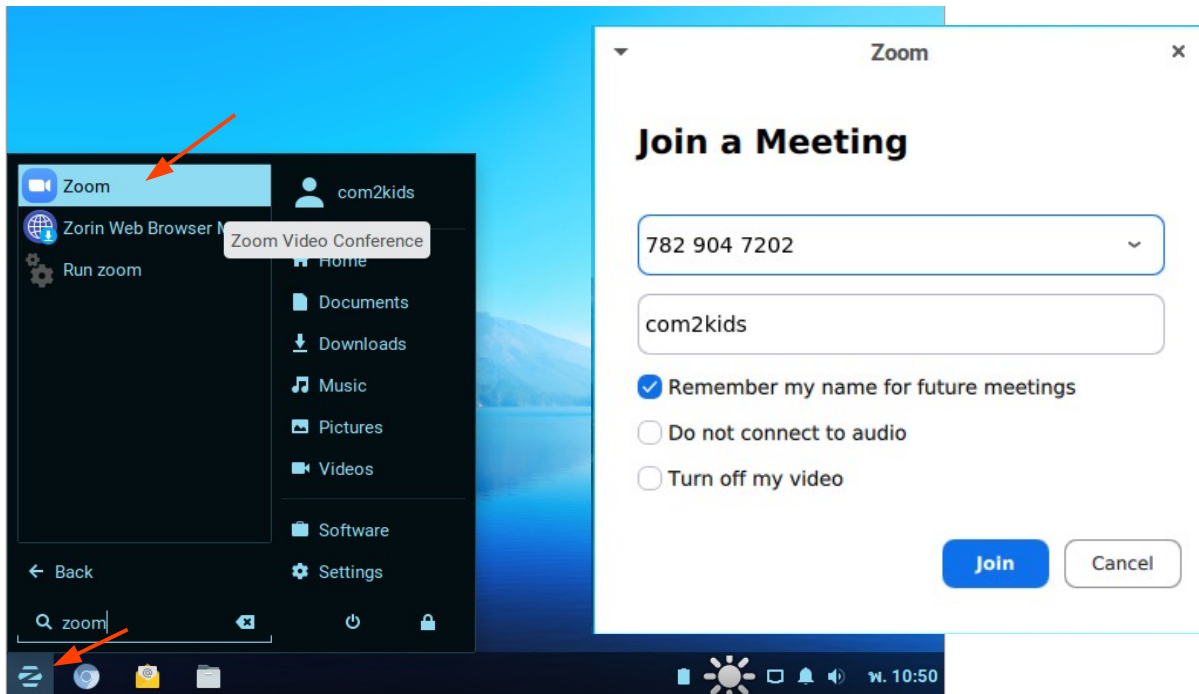 Zoom
Zorin Web Browser M
Run zoom
Back
zoom
com2kids
Zoom Video Conference
Home
Documents
Downloads
Music
Pictures
Videos
Software
Settings
พ. 10:50
Zoom
Join a Meeting
782 904 7202
com2kids
Remember my name for future meetings
Do not connect to audio
Turn off my video
Join
Cancel